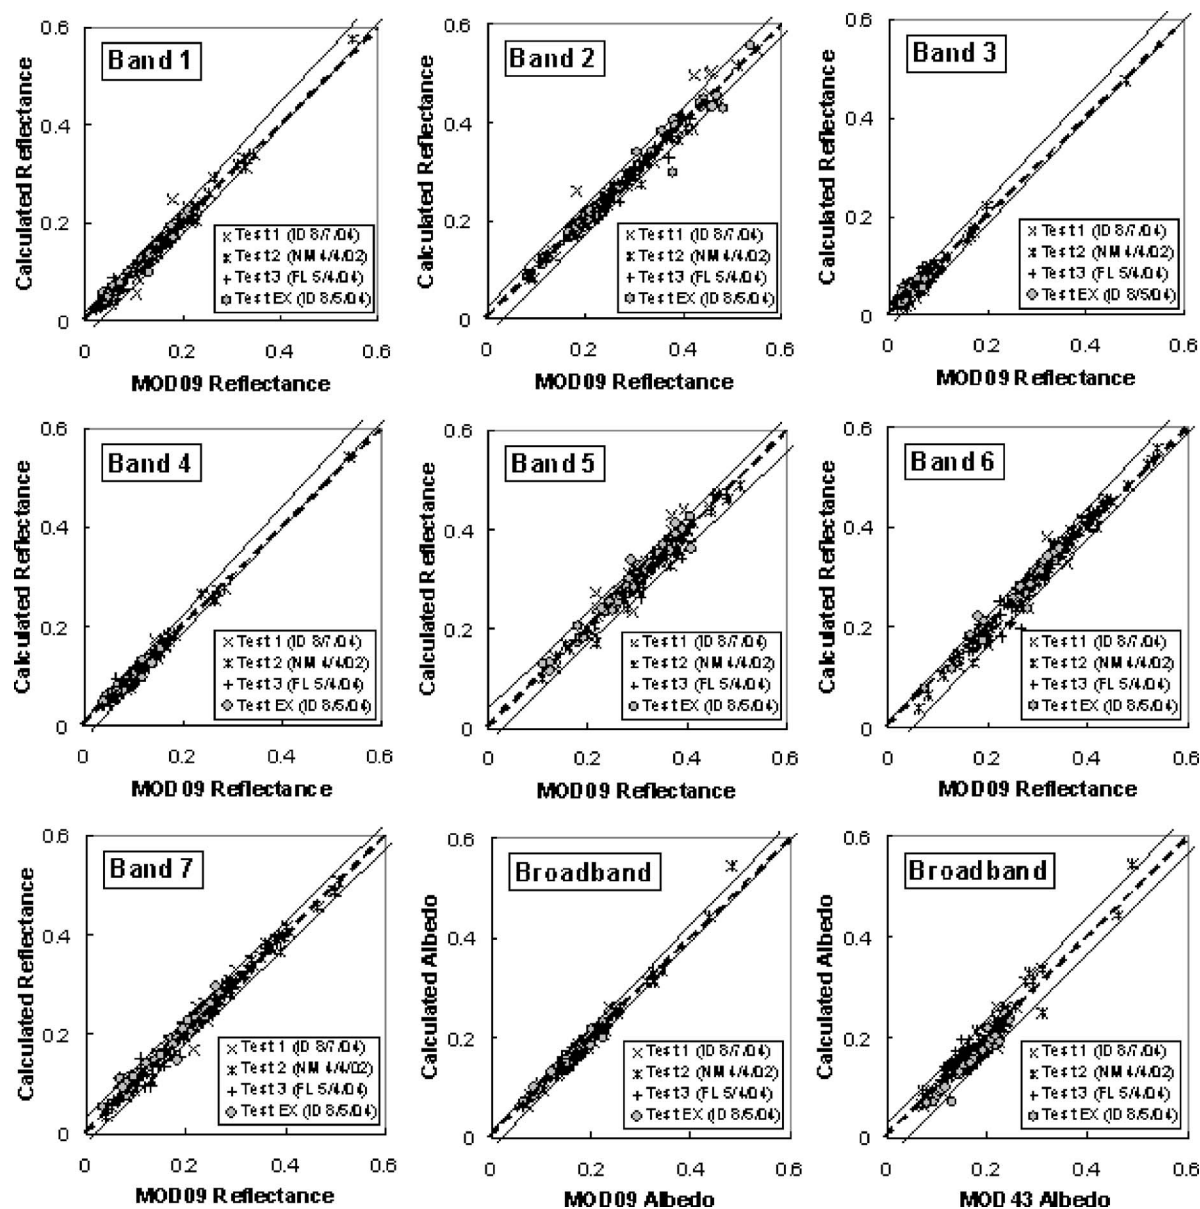 0.6
Band 1
Calculated Reflectance
0.4
0.2
× Test1 (ID 8/7/04)
ж Test2 (NM 4/4/02)
+ Test3 (FL 5/4/04)
Test EX (ID 8/5/04)
0
0 0.2 0.4 0.6
MOD09 Reflectance
0.6
Band 2
Calculated Reflectance
0.4
0.2
× Test1 (ID 8/7/04)
ж Test2 (NM 4/4/02)
+ Test3 (FL 5/4/04)
Test EX (ID 8/5/04)
0
0 0.2 0.4 0.6
MOD09 Reflectance
0.6
Band 3
Calculated Reflectance
0.4
0.2
× Test1 (ID 8/7/04)
ж Test2 (NM 4/4/02)
+ Test3 (FL 5/4/04)
Test EX (ID 8/5/04)
0
0 0.2 0.4 0.6
MOD09 Reflectance
0.6
Band 4
Calculated Reflectance
0.4
0.2
× Test1 (ID 8/7/04)
ж Test2 (NM 4/4/02)
+ Test3 (FL 5/4/04)
Test EX (ID 8/5/04)
0
0 0.2 0.4 0.6
MOD09 Reflectance
0.6
Band 5
Calculated Reflectance
0.4
0.2
× Test1 (ID 8/7/04)
ж Test2 (NM 4/4/02)
+ Test3 (FL 5/4/04)
Test EX (ID 8/5/04)
0
0 0.2 0.4 0.6
MOD09 Reflectance
0.6
Band 6
Calculated Reflectance
0.4
0.2
× Test1 (ID 8/7/04)
ж Test2 (NM 4/4/02)
+ Test3 (FL 5/4/04)
Test EX (ID 8/5/04)
0
0 0.2 0.4 0.6
MOD09 Reflectance
0.6
Band 7
Calculated Reflectance
0.4
0.2
× Test1 (ID 8/7/04)
ж Test2 (NM 4/4/02)
+ Test3 (FL 5/4/04)
Test EX (ID 8/5/04)
0
0 0.2 0.4 0.6
MOD09 Reflectance
0.6
Broadband
Calculated Albedo
0.4
0.2
× Test1 (ID 8/7/04)
ж Test2 (NM 4/4/02)
+ Test3 (FL 5/4/04)
Test EX (ID 8/5/04)
0
0 0.2 0.4 0.6
MOD09 Albedo
0.6
Broadband
Calculated Albedo
0.4
0.2
× Test1 (ID 8/7/04)
ж Test2 (NM 4/4/02)
+ Test3 (FL 5/4/04)
Test EX (ID 8/5/04)
0
0 0.2 0.4 0.6
MOD 43 Albedo